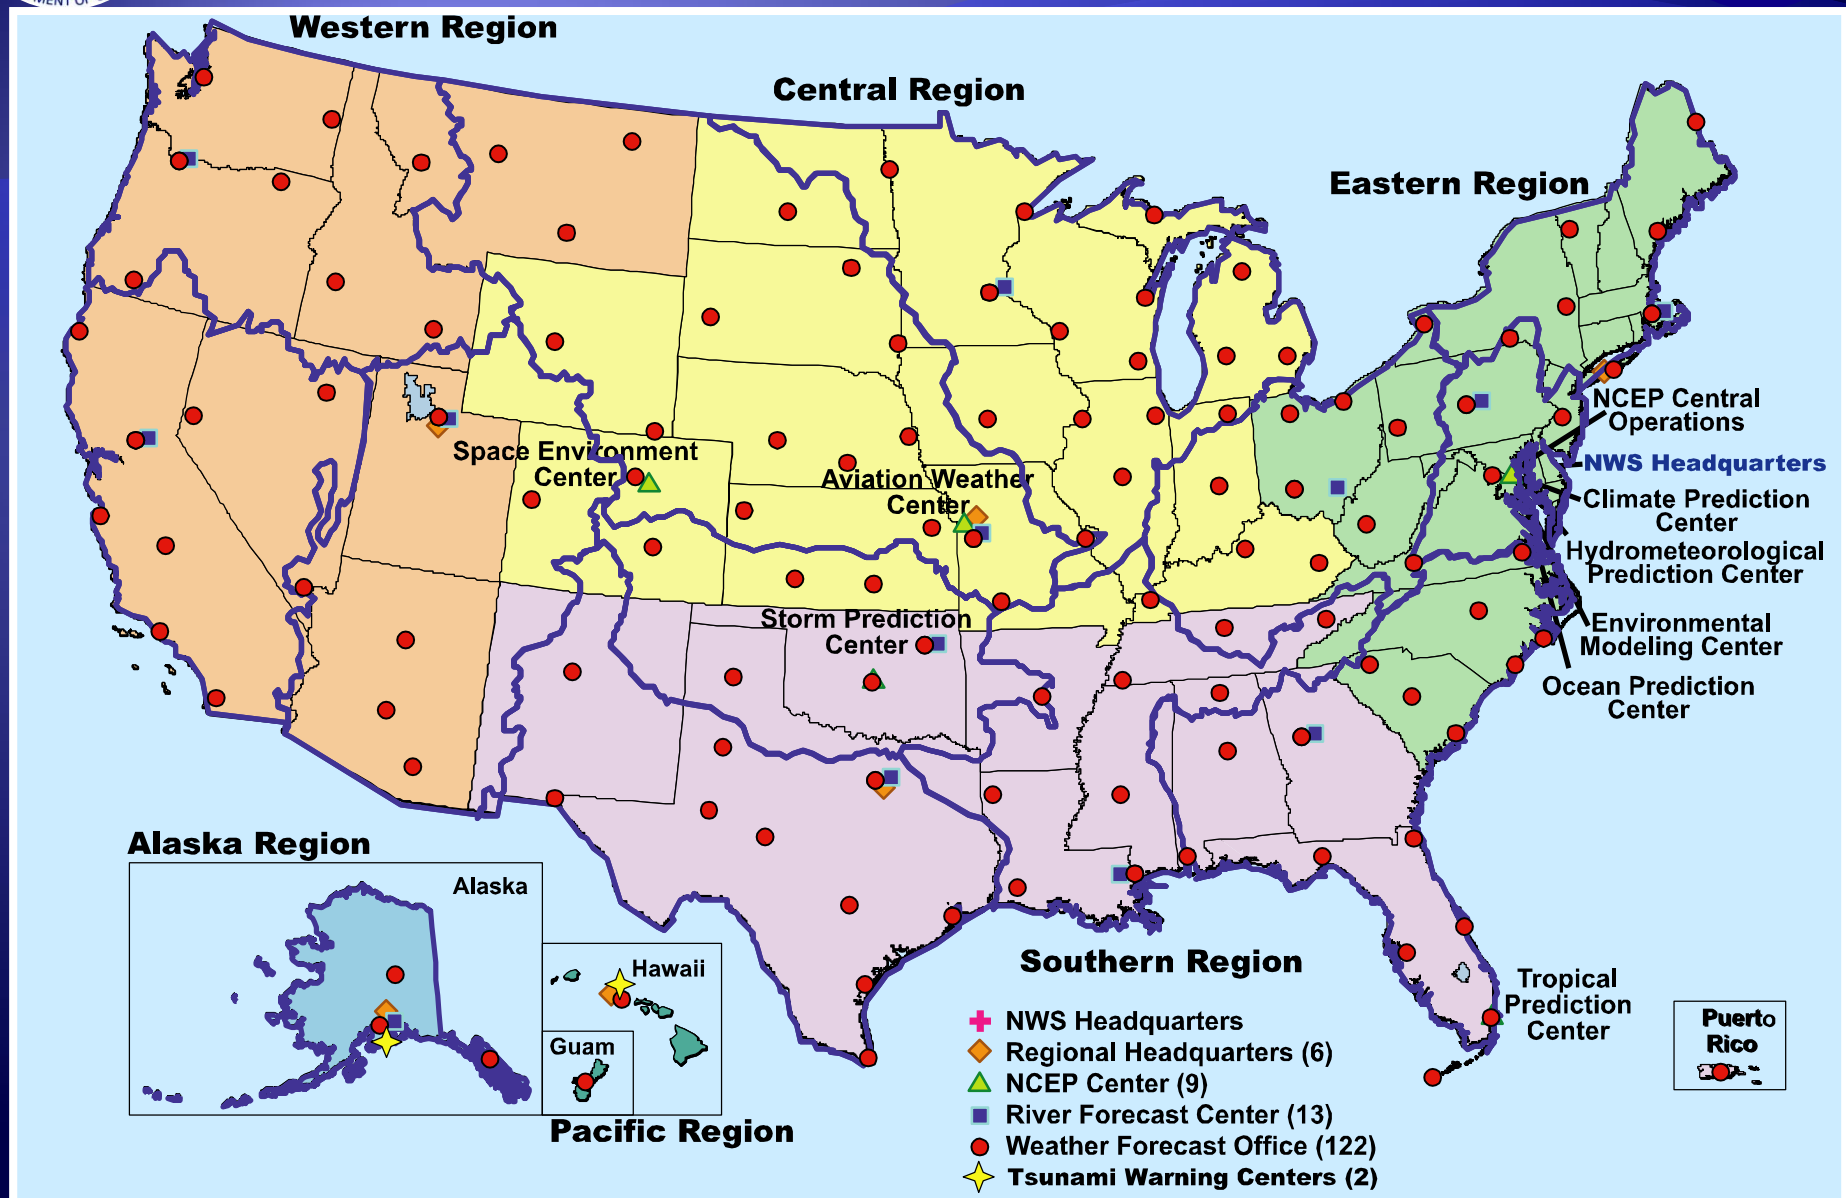 MENT OF
Western Region
Central Region
Eastern Region
NCEP Central
Operations
NWS Headquarters
Space Environment
Center
Aviation Weather
Center
Climate Prediction
Center
Hydrometeorological
Prediction Center
Storm Prediction
Center
Environmental
Modeling Center
Ocean Prediction
Center
Alaska Region
Alaska
Hawaii
Guam
Pacific Region
Southern Region
Tropical
Prediction
Center
Puerto
Rico
NWS Headquarters
Regional Headquarters (6)
NCEP Center (9)
River Forecast Center (13)
Weather Forecast Office (122)
Tsunami Warning Centers (2)